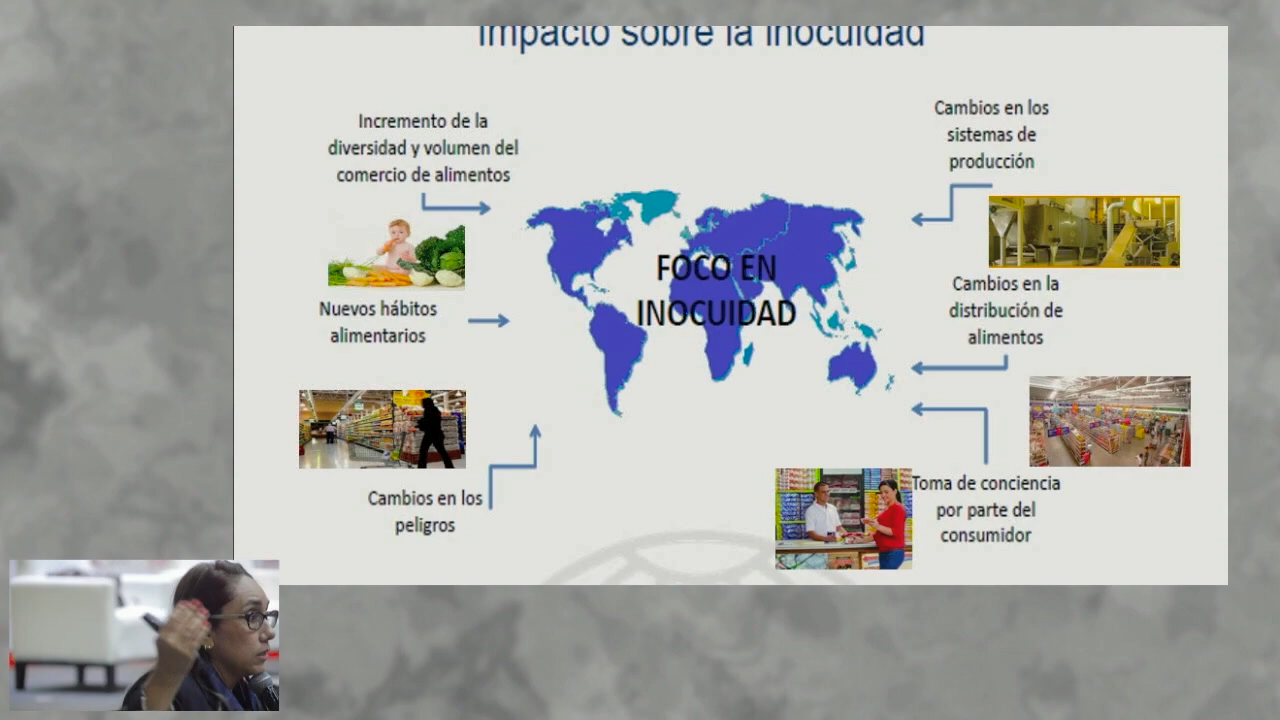 Impacto sobre la inocuidad
Incremento de la
diversidad y volumen del
comercio de alimentos
Nuevos hábitos
alimentarios
Cambios en los
peligros
FOCO EN
INOCUIDAD
Cambios en los
sistemas de
producción
Cambios en la
distribución de
alimentos
Toma de conciencia
por parte del
consumidor